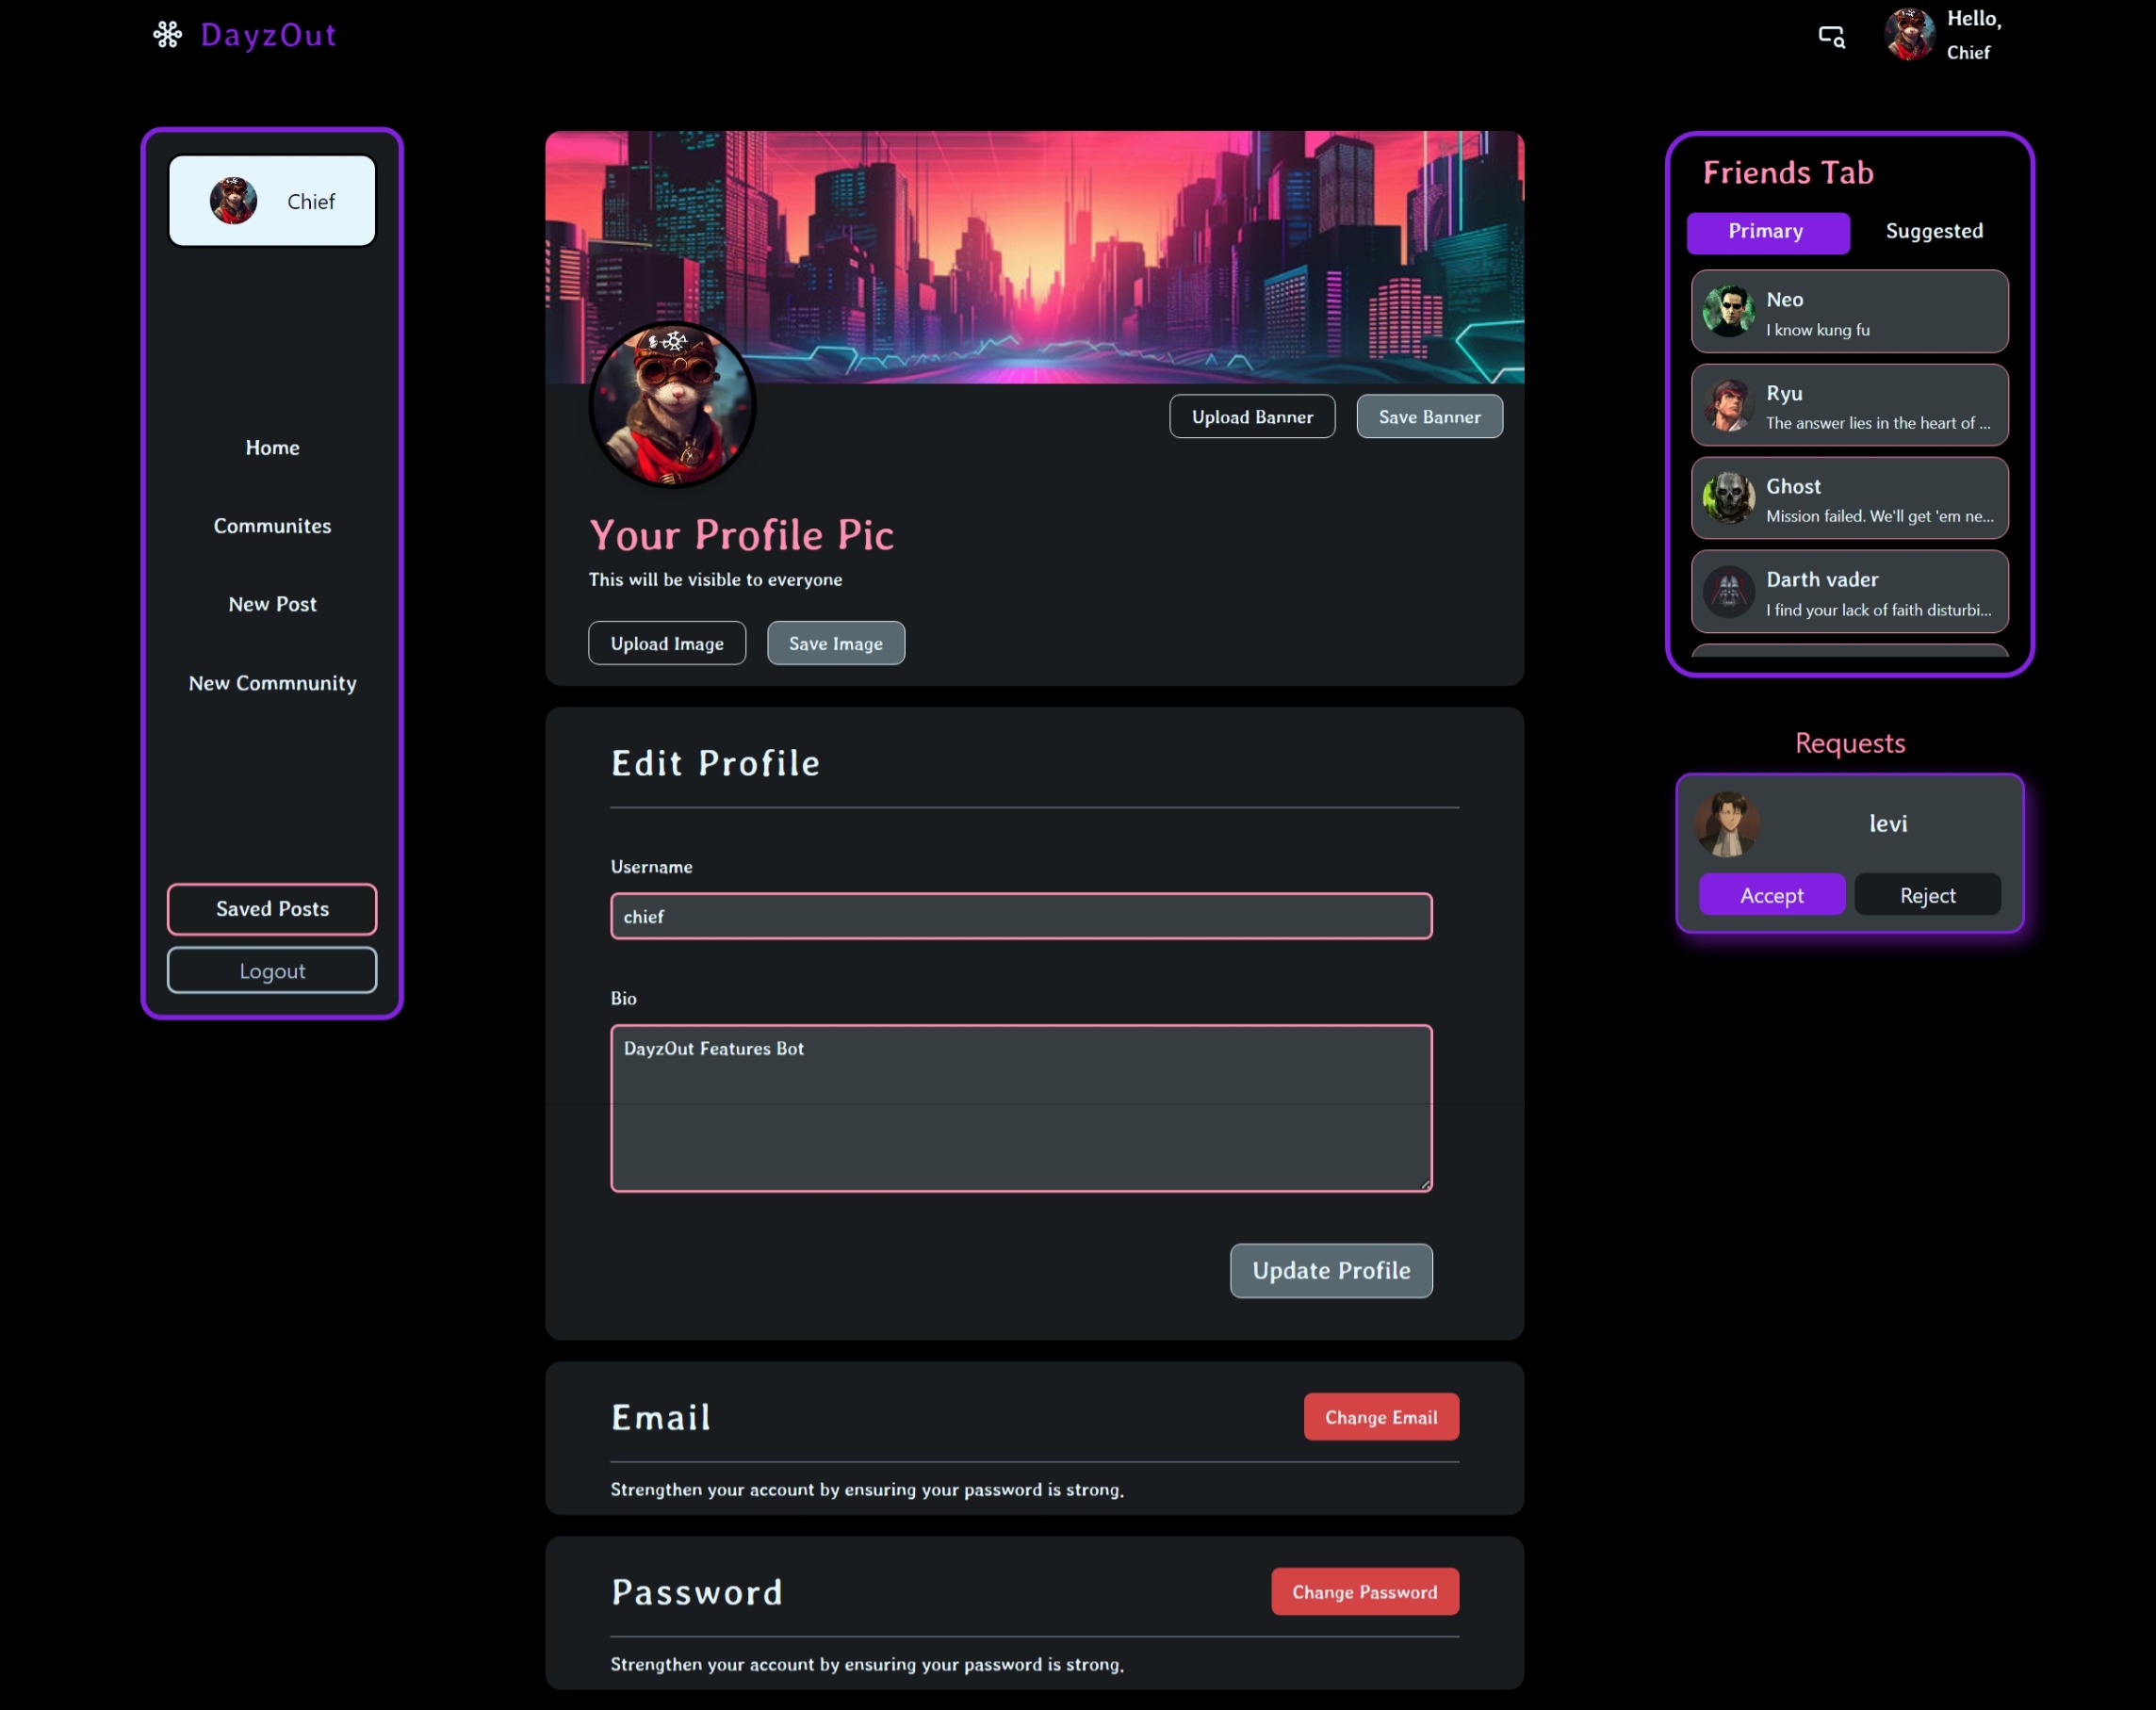 DayzOut
Hello,
Chief
Chief
Home
Communites
New Post
New Commnunity
Saved Posts
Logout
Upload Banner
Save Banner
Your Profile Pic
This will be visible to everyone
Upload Image
Save Image
Edit Profile
Username
chief
Bio
DayzOut Features Bot
Update Profile
Email
Change Email
Strengthen your account by ensuring your password is strong.
Password
Change Password
Strengthen your account by ensuring your password is strong.
Friends Tab
Primary
Suggested
Neo
I know kung fu
Ryu
The answer lies in the heart of ...
Ghost
Mission failed. We'll get 'em ne...
Darth vader
I find your lack of faith disturbi...
Requests
levi
Accept
Reject